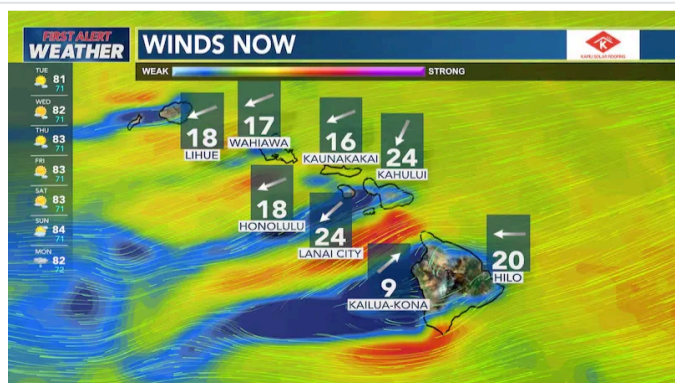 FIRST ALERT
WEATHER
WINDS NOW
WEAK
STRONG
TUE
81
71
WED
82
71
THU
83
71
FRI
83
71
SAT
83
71
SUN
84
71
MON
82
72
18
LIHUE
17
WAHIAWA
16
KAUNAKAKAI
24
KAHULUI
18
HONOLULU
24
LANAI CITY
9
KAILUA-KONA
20
HILO